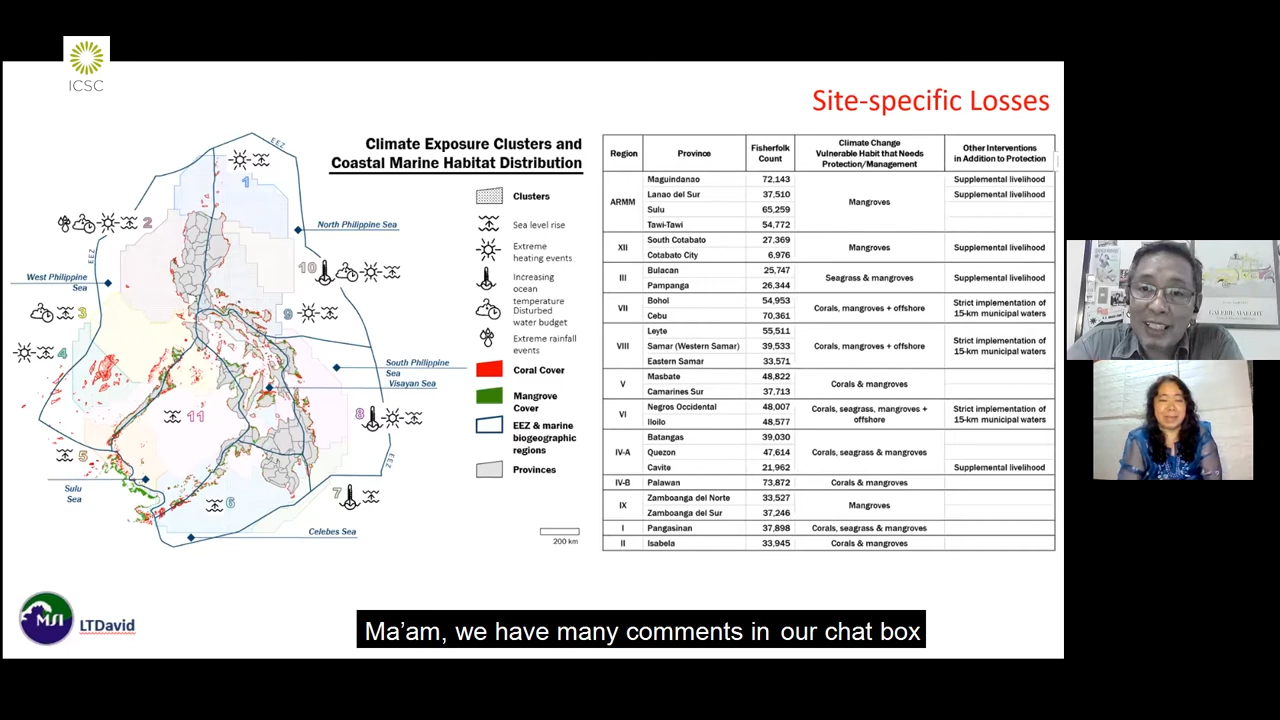 ICSC
Site-specific Losses
Climate Exposure Clusters and
Coastal Marine Habitat Distribution
Clusters
Sea level rise
Extreme
heating events
Increasing
ocean
temperature
Disturbed
water budget
Extreme rainfall
events
Coral Cover
Mangrove
Cover
EEZ & marine
biogeographic
regions
Provinces
200 km
EEZ
1
2
North Philippine Sea
EEZ
10
West Philippine
Sea
3
9
4
South Philippine
Sea
Visayan Sea
11
8
5
EEZ
Sulu
Sea
6
7
Celebes Sea
Region Province Fisherfolk Count Climate Change Vulnerable Habit that Needs Protection/Management Other Interventions in Addition to Protection
ARMM Maguindanao 72,143 Mangroves Supplemental livelihood
Lanao del Sur 37,510 Supplemental livelihood
Sulu 65,259
Tawi-Tawi 54,772
XII South Cotabato 27,369 Mangroves Supplemental livelihood
Cotabato City 6,976
III Bulacan 25,747 Seagrass & mangroves Supplemental livelihood
Pampanga 26,344
VII Bohol 54,953 Corals, mangroves + offshore Strict implementation of 15-km municipal waters
Cebu 70,361
VIII Leyte 55,511 Corals, mangroves + offshore Strict implementation of 15-km municipal waters
Samar (Western Samar) 39,533
Eastern Samar 33,571
V Masbate 48,822 Corals & mangroves
Camarines Sur 37,713
VI Negros Occidental 48,007 Corals, seagrass, mangroves + offshore Strict implementation of 15-km municipal waters
Iloilo 48,577
IV-A Batangas 39,030 Corals, seagrass & mangroves
Quezon 47,614
Cavite 21,962 Supplemental livelihood
IV-B Palawan 73,872 Corals & mangroves
IX Zamboanga del Norte 33,527 Mangroves
Zamboanga del Sur 37,246
I Pangasinan 37,898 Corals, seagrass & mangroves
II Isabela 33,945 Corals & mangroves
MSI
LTDavid
GALERIE MAEGHT
Ma'am, we have many comments in our chat box